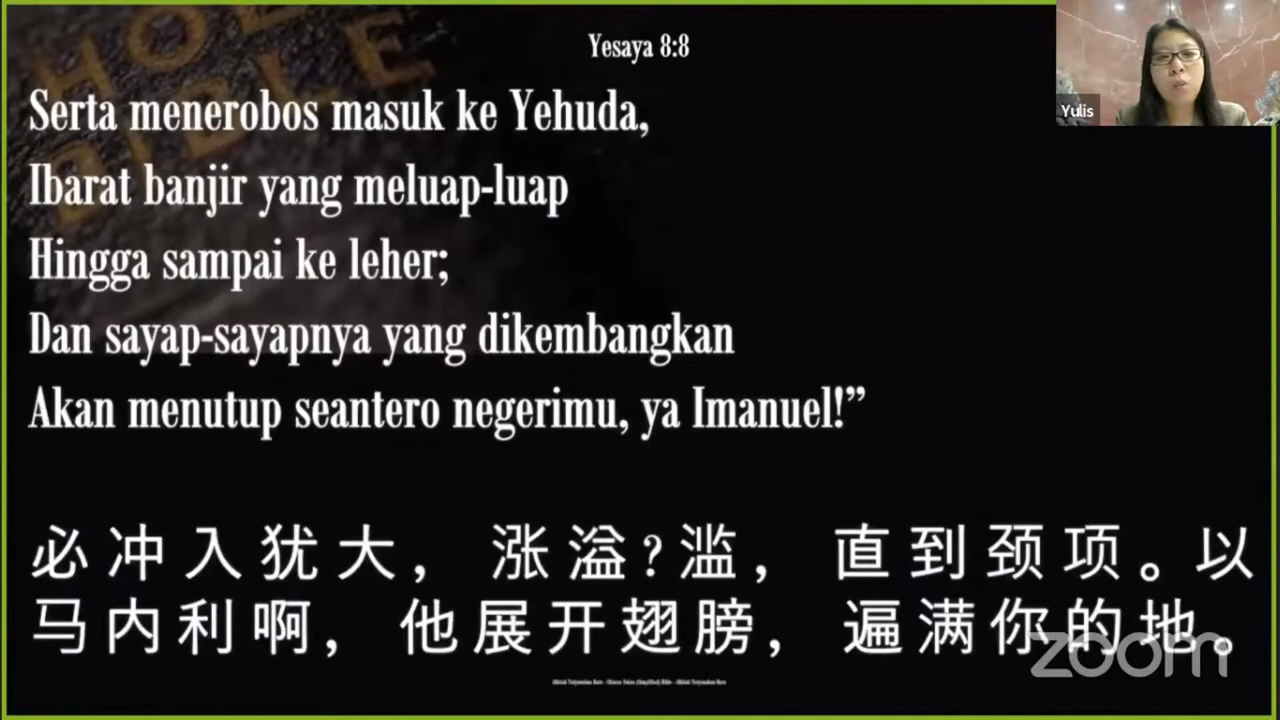 HOLY
BIBLE
Yesaya 8:8
Yulis
Serta menerobos masuk ke Yehuda,
Ibarat banjir yang meluap-luap
Hingga sampai ke leher;
Dan sayap-sayapnya yang dikembangkan
Akan menutup seantero negerimu, ya Imanuel!”
必冲入犹大，涨溢?滥，直到颈项。以
马内利啊，他展开翅膀，遍满你的地。
zoom